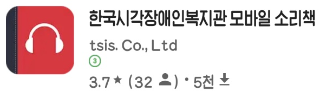 한국시각장애인복지관 모바일 소리책
tsis. Co., Ltd
3
3.7★ (32 ) • 5천